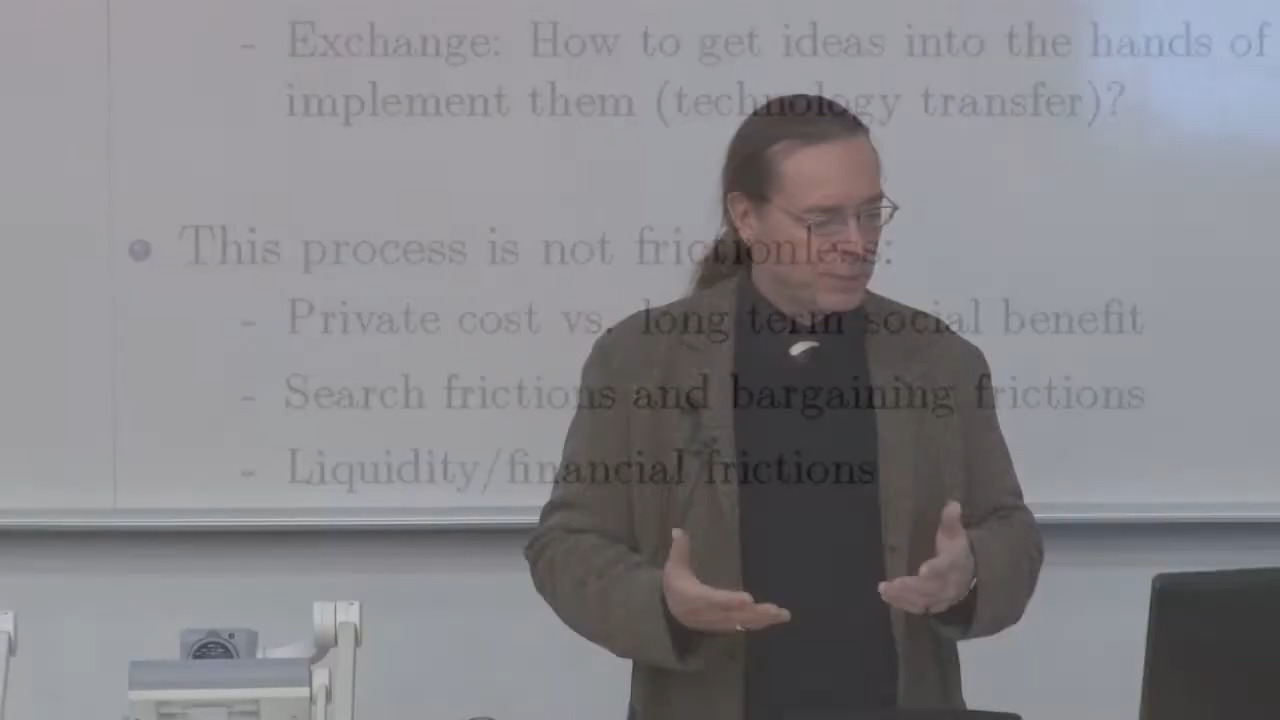 - Exchange: How to get ideas into the hands of
implement them (technology transfer)?
This process is not frictionless:
- Private cost vs. long term social benefit
- Search frictions and bargaining frictions
- Liquidity/financial frictions